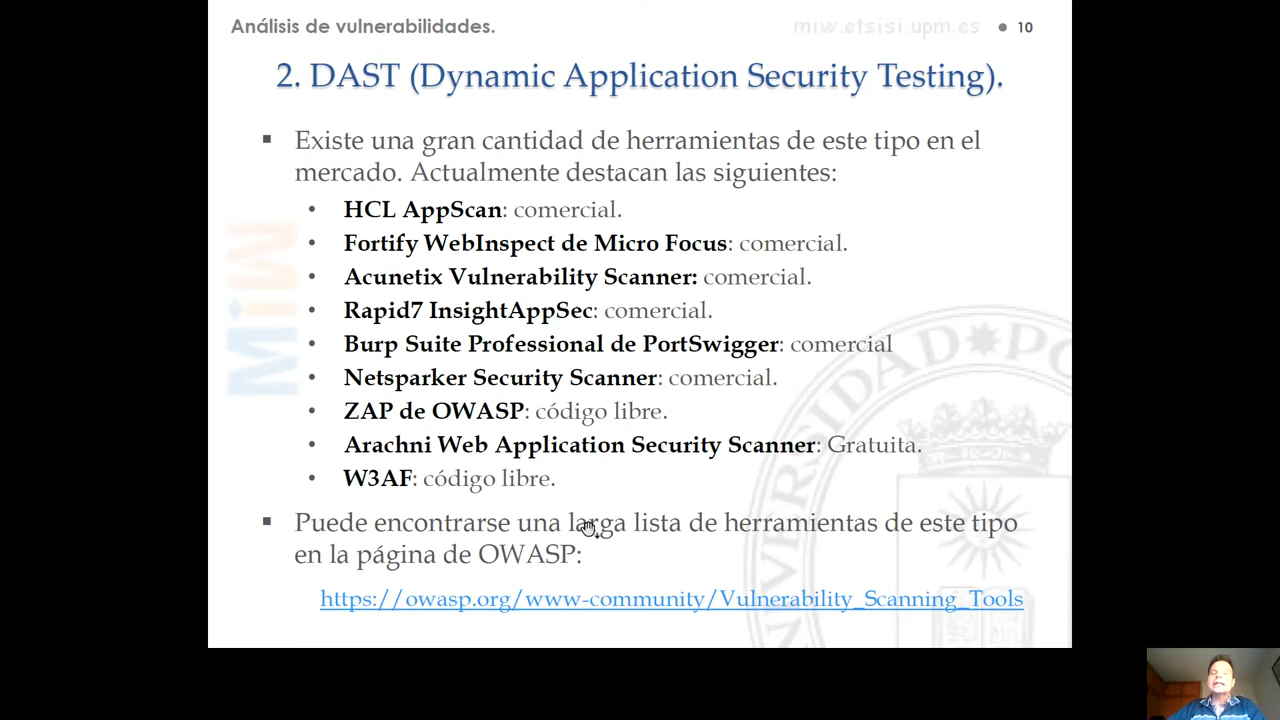 Análisis de vulnerabilidades.
miw.etsisi.upm.es
10
2. DAST (Dynamic Application Security Testing).
Existe una gran cantidad de herramientas de este tipo en el
mercado. Actualmente destacan las siguientes:
HCL AppScan: comercial.
Fortify WebInspect de Micro Focus: comercial.
Acunetix Vulnerability Scanner: comercial.
Rapid7 InsightAppSec: comercial.
Burp Suite Professional de PortSwigger: comercial
Netsparker Security Scanner: comercial.
ZAP de OWASP: código libre.
Arachni Web Application Security Scanner: Gratuita.
W3AF: código libre.
Puede encontrarse una larga lista de herramientas de este tipo
en la página de OWASP:
https://owasp.org/www-community/Vulnerability_Scanning_Tools
MiW
UNIVERSIDAD PO